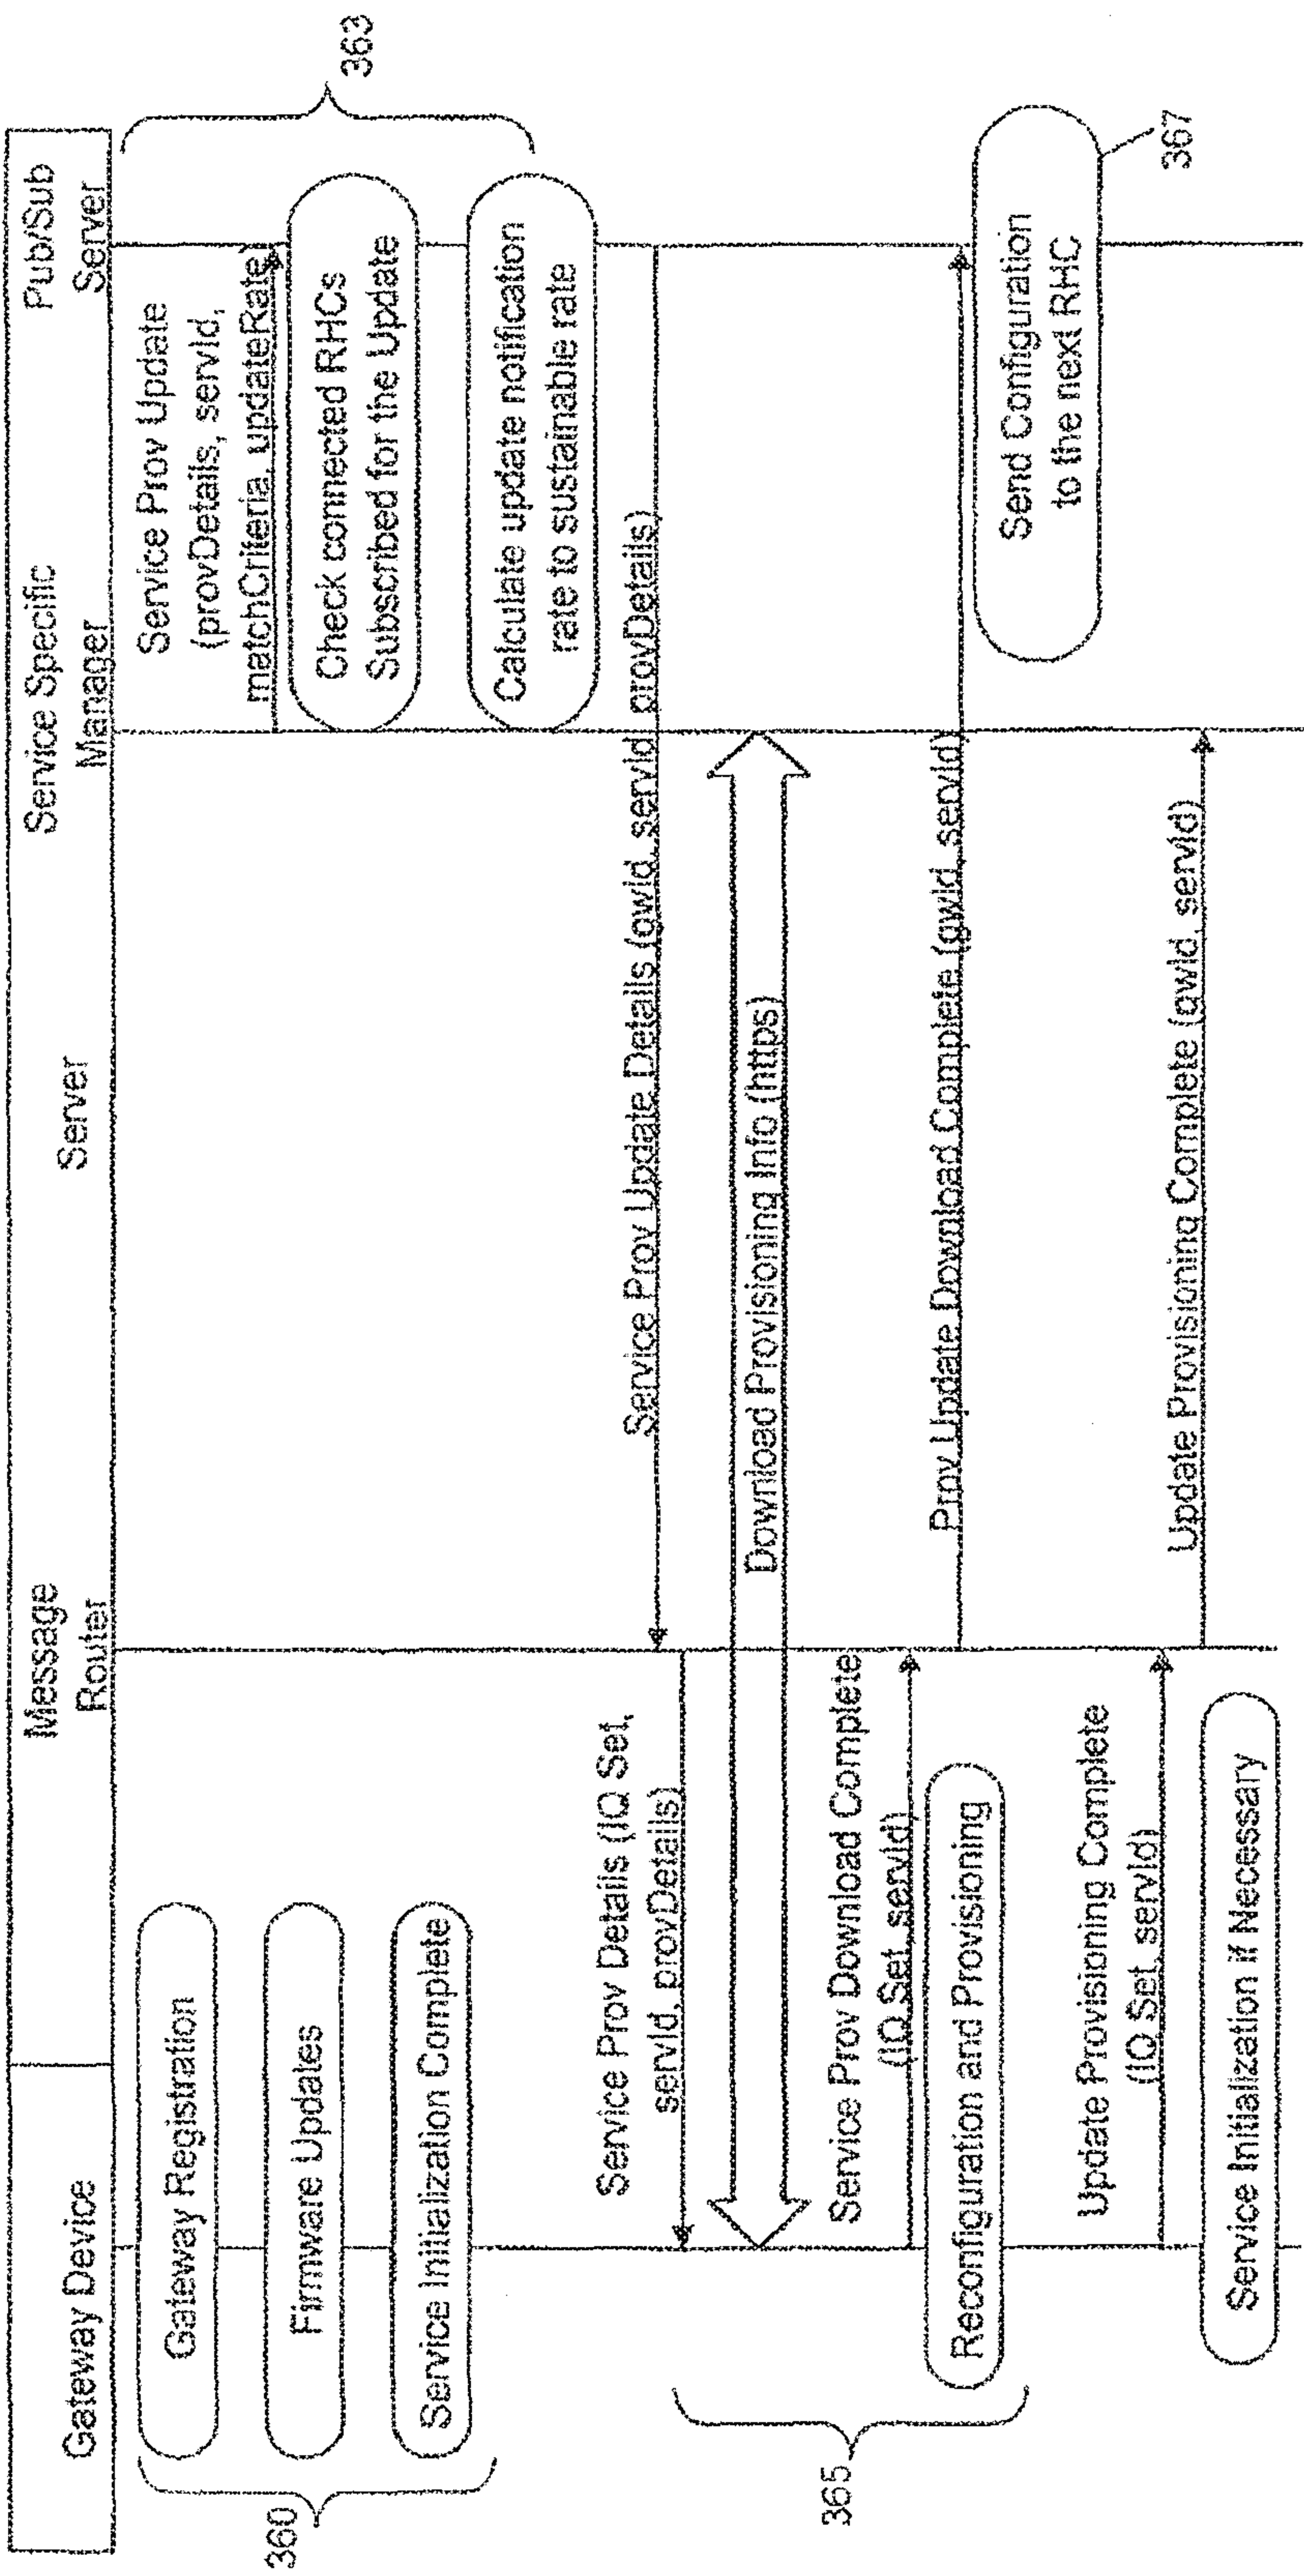 Gateway Device
Message
Router
Server
Service Specific
Manager
Pub/Sub
Server
360
Gateway Registration
Firmware Updates
Service Initialization Complete
Service Prov Update
(provDetails, servId,
matchCriteria, updateRate)
Check connected RHCs
Subscribed for the Update
Calculate update notification
rate to sustainable rate
363
Service Prov Update Details (gwId, servId, provDetails)
Service Prov Details (IQ Set,
servId, provDetails)
Download Provisioning Info (https)
365
Service Prov Download Complete
(IQ Set, servId)
Reconfiguration and Provisioning
Prov Update Download Complete (gwId, servId)
Send Configuration
to the next RHC
367
Update Provisioning Complete
(IQ Set, servId)
Update Provisioning Complete (gwId, servId)
Service Initialization if Necessary